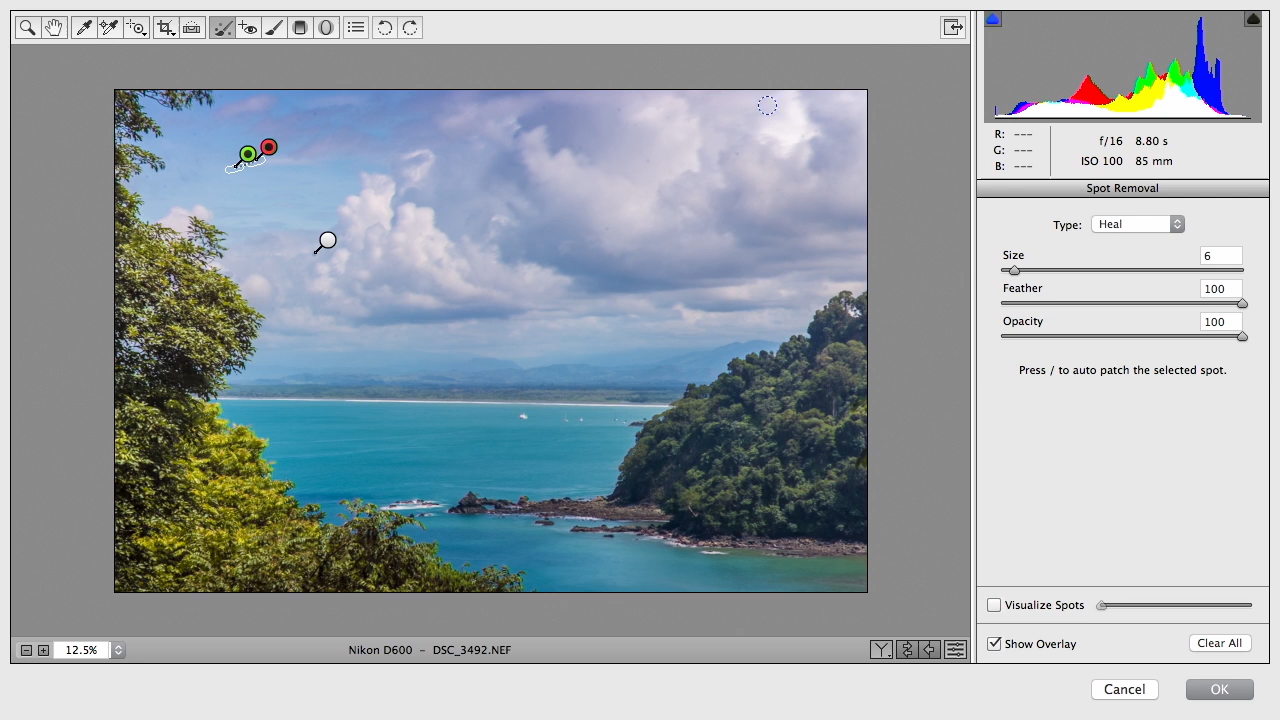 R: --- f/16 8.80 s
G: ---
B: --- ISO 100 85 mm
Spot Removal
Type: Heal
Size 6
Feather 100
Opacity 100
Press / to auto patch the selected spot.
Visualize Spots
Show Overlay Clear All
12.5% Nikon D600 – DSC_3492.NEF
Cancel OK